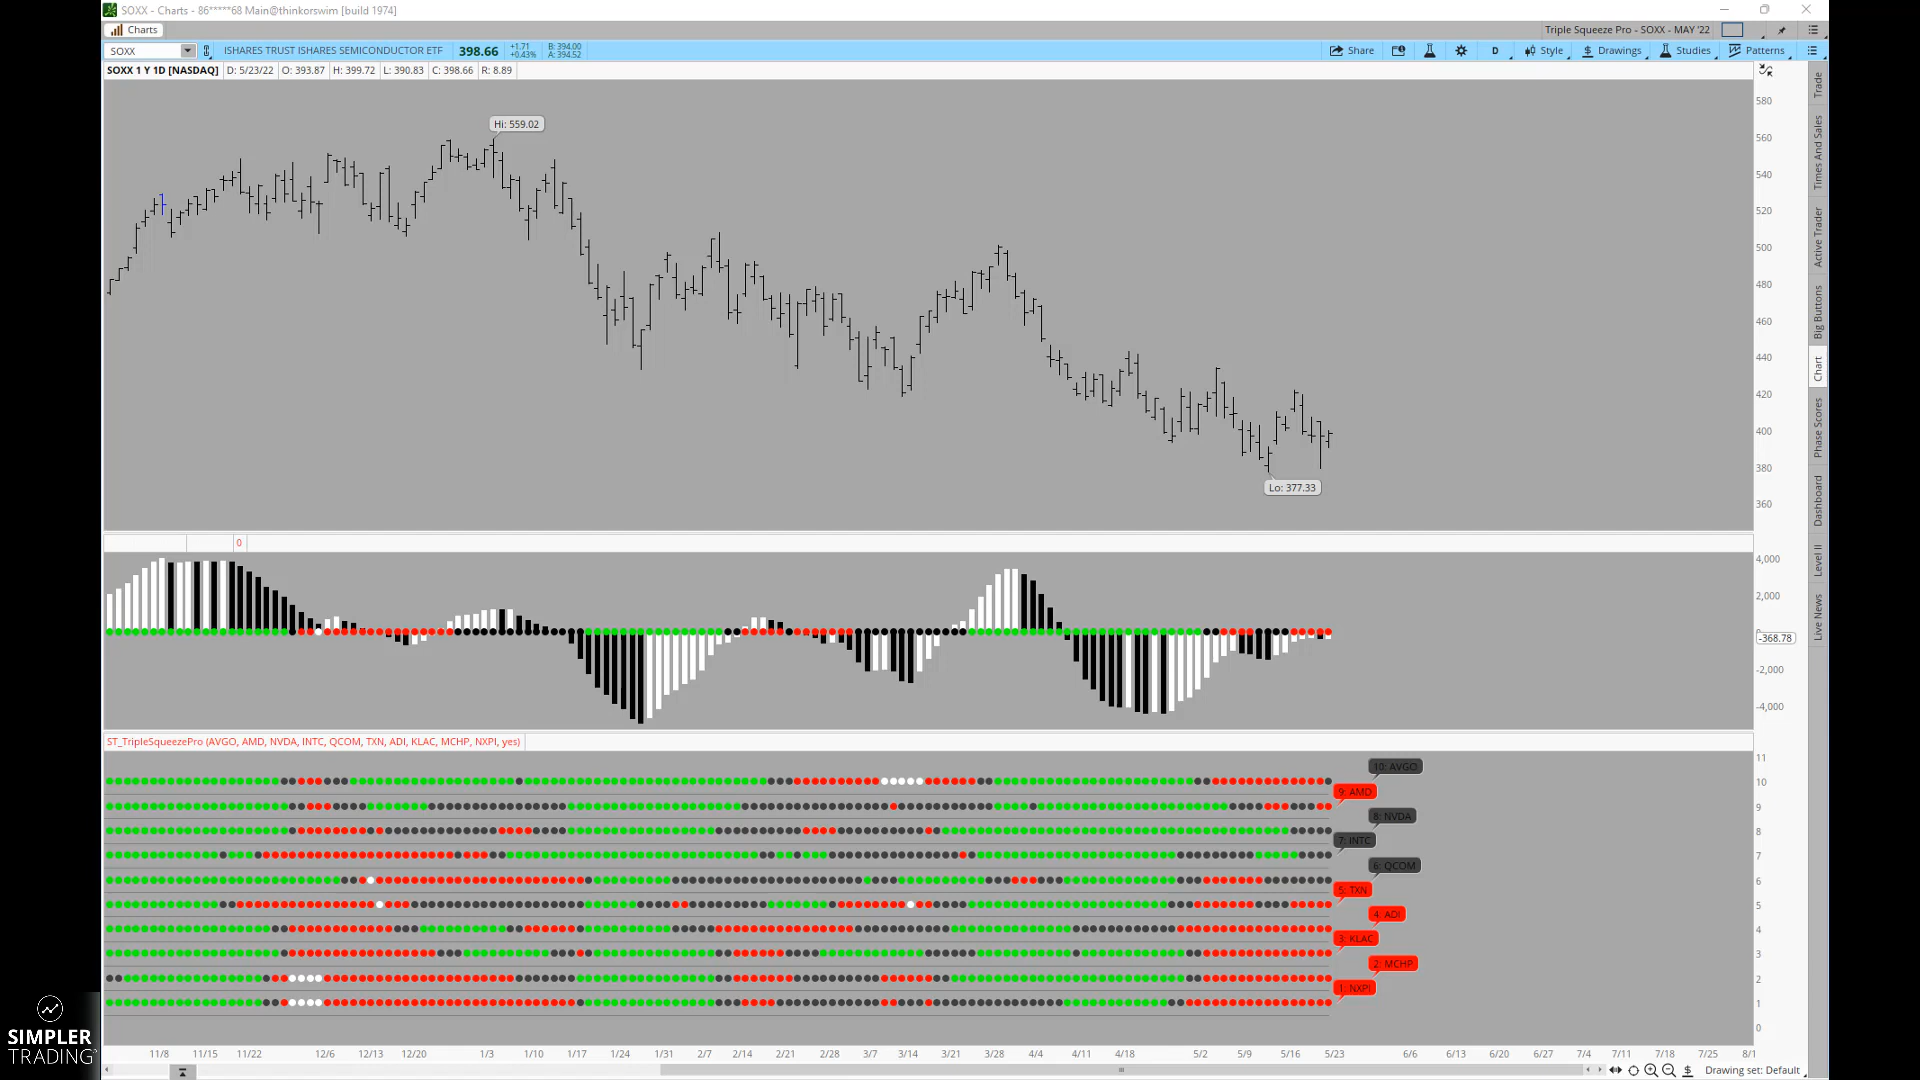 SOXX - Charts - 86*****68 Main@thinkorswim [build 1974]
Charts
Triple Squeeze Pro - SOXX - MAY '22
SOXX
ISHARES TRUST ISHARES SEMICONDUCTOR ETF
398.66
+1.71
+0.43%
B: 394.00
A: 394.52
Share
D
Style
$ Drawings
Studies
Patterns
SOXX 1 Y 1D [NASDAQ]
D: 5/23/22
O: 393.87
H: 399.72
L: 390.83
C: 398.66
R: 8.89
Hi: 559.02
Lo: 377.33
580
560
540
520
500
480
460
440
420
400
380
360
0
4,000
2,000
-368.78
-2,000
-4,000
ST_TripleSqueezePro (AVGO, AMD, NVDA, INTC, QCOM, TXN, ADI, KLAC, MCHP, NXPI, yes)
10: AVGO
9: AMD
8: NVDA
7: INTC
6: QCOM
5: TXN
4: ADI
3: KLAC
2: MCHP
1: NXPI
11
10
9
8
7
6
5
4
3
2
1
0
11/8 11/15 11/22 12/6 12/13 12/20 1/3 1/10 1/17 1/24 1/31 2/7 2/14 2/21 2/28 3/7 3/14 3/21 3/28 4/4 4/11 4/18 5/2 5/9 5/16 5/23 6/6 6/13 6/20 6/27 7/4 7/11 7/18 7/25 8/1
$ Drawing set: Default
Trade
Times And Sales
Active Trader
Big Buttons
Chart
Phase Scores
Dashboard
Level II
Live News
SIMPLER
TRADING